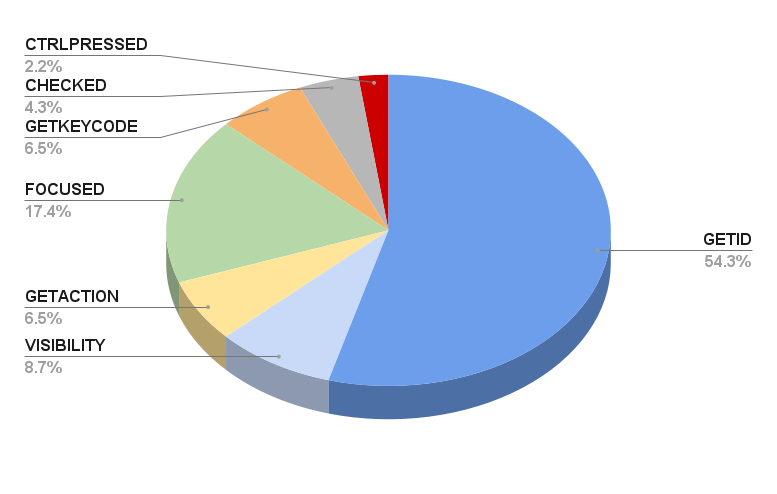 CTRLPRESSED
2.2%
CHECKED
4.3%
GETKEYCODE
6.5%
FOCUSED
17.4%
GETID
54.3%
GETACTION
6.5%
VISIBILITY
8.7%